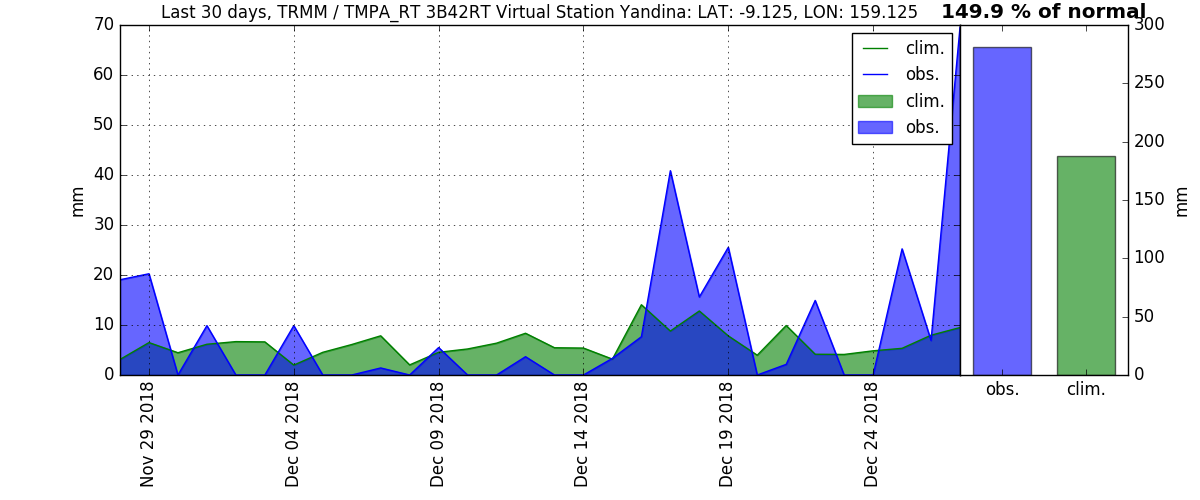 Last 30 days, TRMM / TMPA_RT 3B42RT Virtual Station Yandina: LAT: -9.125, LON: 159.125
149.9 % of normal
70
60
50
40
30
20
10
0
mm
clim.
obs.
clim.
obs.
Nov 29 2018
Dec 04 2018
Dec 09 2018
Dec 14 2018
Dec 19 2018
Dec 24 2018
300
250
200
150
100
50
0
mm
obs.
clim.